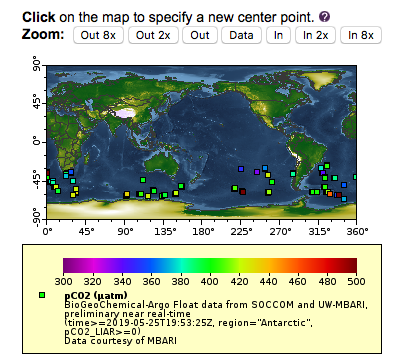 Click on the map to specify a new center point.
Zoom: Out 8x Out 2x Out Data In In 2x In 8x
90°
45°
0°
-45°
-90°
0° 45° 90° 135° 180° 225° 270° 315° 360°
300 320 340 360 380 400 420 440 460 480 500
pCO2 (µatm)
BioGeoChemical-Argo Float data from SOCCOM and UW-MBARI,
preliminary near real-time
(time>=2019-05-25T19:53:25Z, region="Antarctic",
pCO2_LIAR>=0)
Data courtesy of MBARI